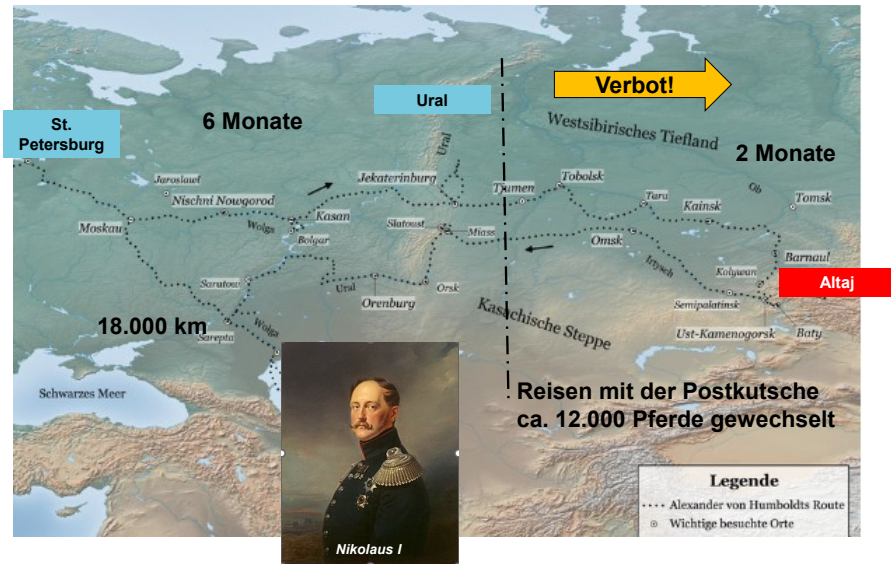 Verbot!
Ural
St.
Petersburg
6 Monate
Westsibirisches Tiefland
2 Monate
Ural
Jaroslawl
Nischni Nowgorod
Jekaterinburg
Tjumen
Tobolsk
Tara
Kainsk
Ob
Tomsk
Moskau
Wolga
Kasan
Bolgar
Slatoust
Miass
Omsk
Irtysch
Barnaul
Kolywan
Altaj
Saratow
Ural
Orenburg
Orsk
Semipalatinsk
Kasachische Steppe
Ust-Kamenogorsk
Baty
18.000 km
Wolga
Sarepta
Schwarzes Meer
Reisen mit der Postkutsche
ca. 12.000 Pferde gewechselt
Legende
Alexander von Humboldts Route
Wichtige besuchte Orte
Nikolaus I